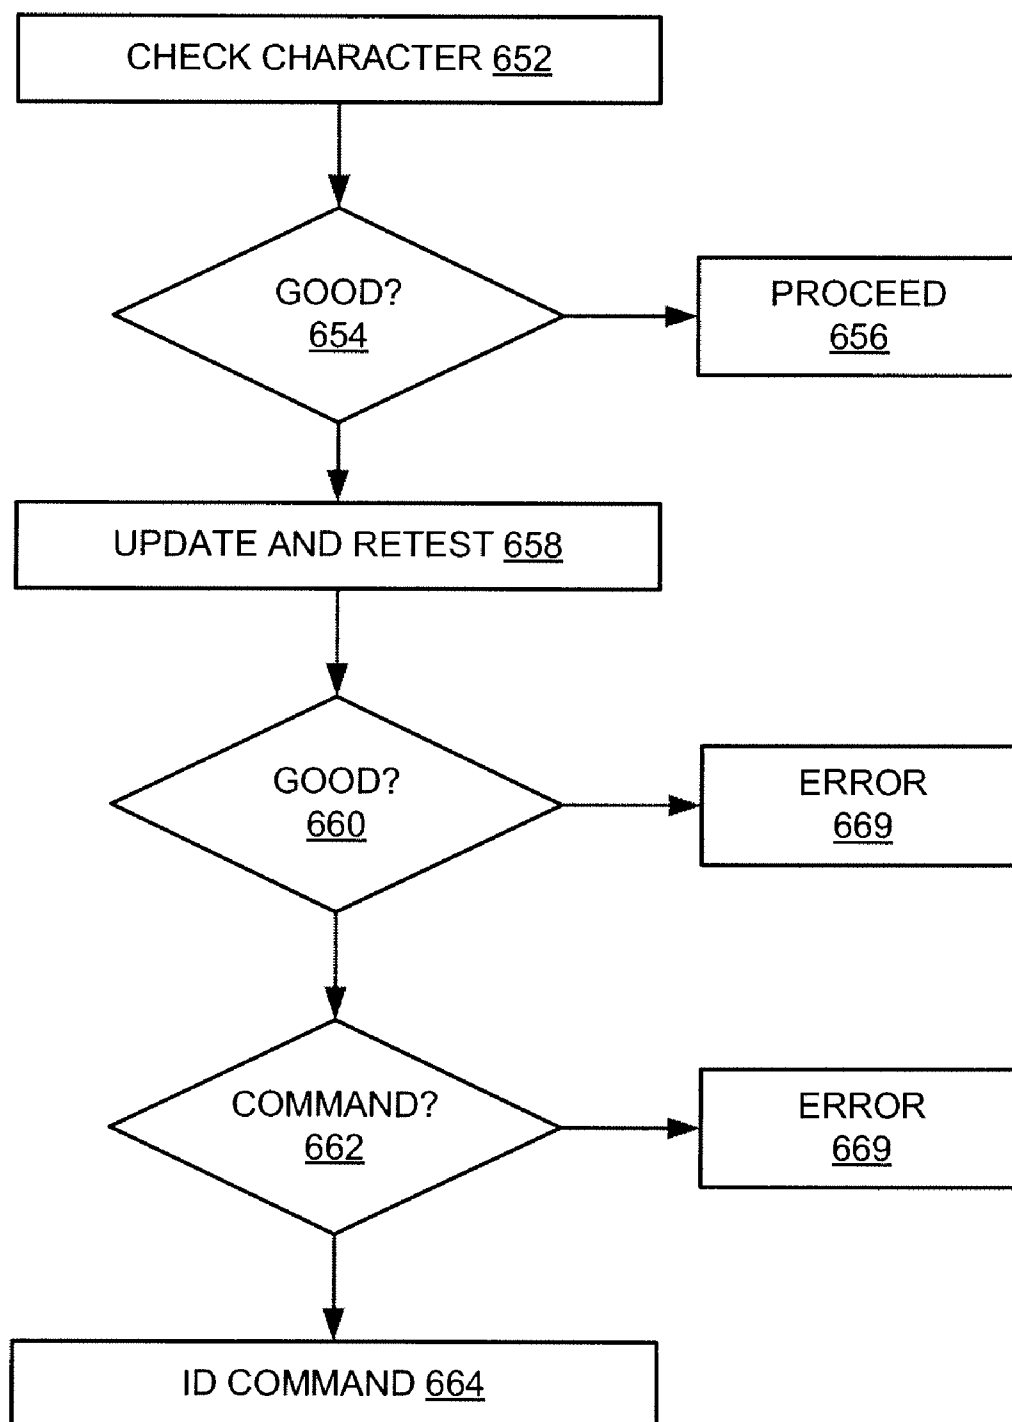 CHECK CHARACTER 652
GOOD?
654
PROCEED
656
UPDATE AND RETEST 658
GOOD?
660
ERROR
669
COMMAND?
662
ERROR
669
ID COMMAND 664